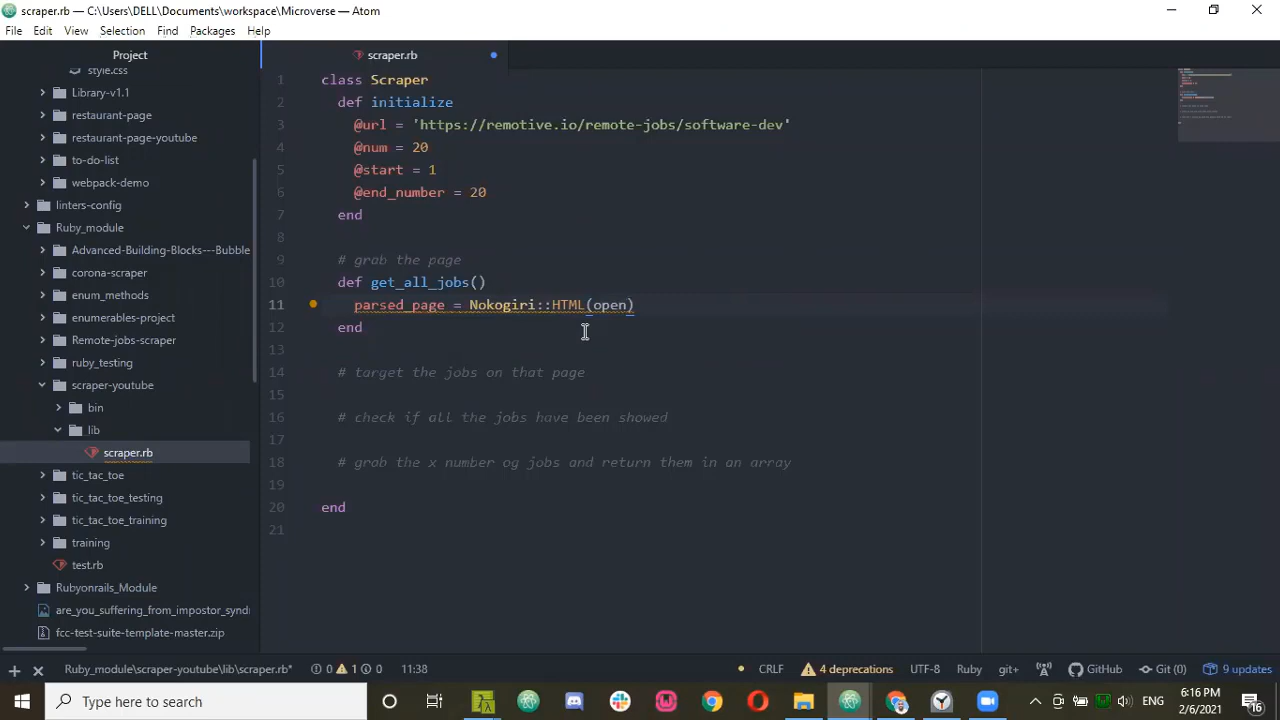 scraper.rb — C:\Users\DELL\Documents\workspace\Microverse — Atom
File Edit View Selection Find Packages Help
Project
style.css
Library-v1.1
restaurant-page
restaurant-page-youtube
to-do-list
webpack-demo
linters-config
Ruby_module
Advanced-Building-Blocks---Bubble
corona-scraper
enum_methods
enumerables-project
Remote-jobs-scraper
ruby_testing
scraper-youtube
bin
lib
scraper.rb
tic_tac_toe
tic_tac_toe_testing
tic_tac_toe_training
training
test.rb
Rubyonrails_Module
are_you_suffering_from_impostor_syndr
fcc-test-suite-template-master.zip
scraper.rb
1 class Scraper
2 def initialize
3 @url = 'https://remotive.io/remote-jobs/software-dev'
4 @num = 20
5 @start = 1
6 @end_number = 20
7 end
8
9 # grab the page
10 def get_all_jobs()
11 parsed_page = Nokogiri::HTML(open)
12 end
13
14 # target the jobs on that page
15
16 # check if all the jobs have been showed
17
18 # grab the x number og jobs and return them in an array
19
20 end
21
Ruby_module\scraper-youtube\lib\scraper.rb* 0 1 0 11:38 CRLF 4 deprecations UTF-8 Ruby git+ GitHub Git (0) 9 updates
Type here to search
ENG
6:16 PM
2/6/2021
16